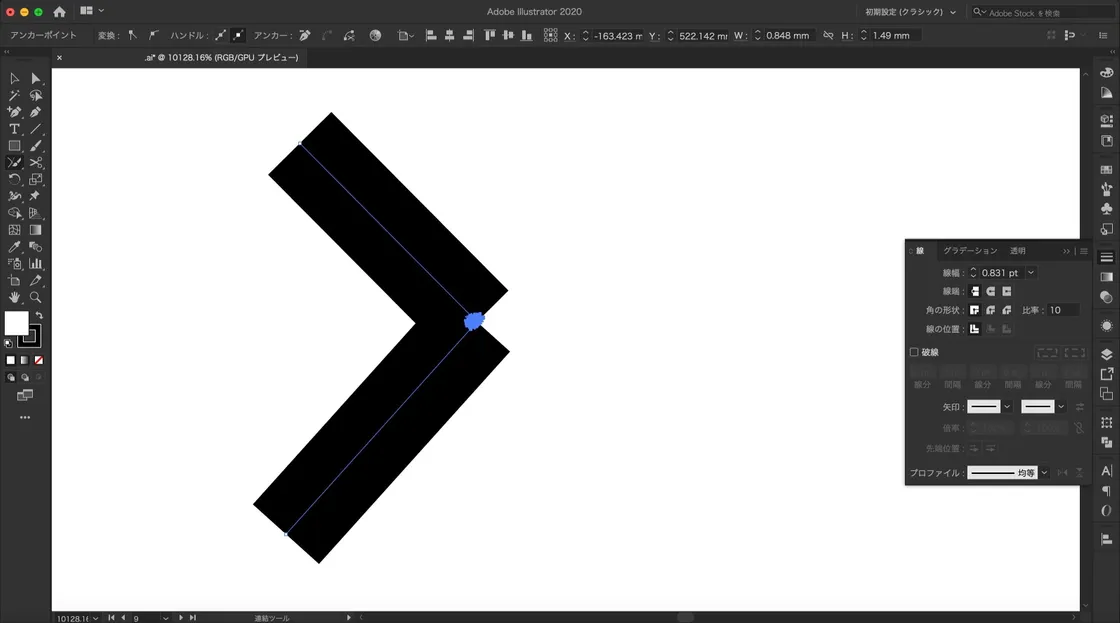 Adobe Illustrator 2020
初期設定 (クラシック)
Adobe Stock を検索
アンカーポイント
変換:
ハンドル:
アンカー:
X: -163.423 m
Y: 522.142 mr
W: 0.848 mm
H: 1.49 mm
.ai* @ 10128.16% (RGB/GPU プレビュー)
線
グラデーション
透明
線幅: 0.831 pt
線端:
角の形状:
比率: 10
線の位置:
破線
線分
間隔
線分
間隔
線分
間隔
矢印:
倍率: 100% 100%
先端位置:
プロファイル: 均等
10128.16
9
連結ツール